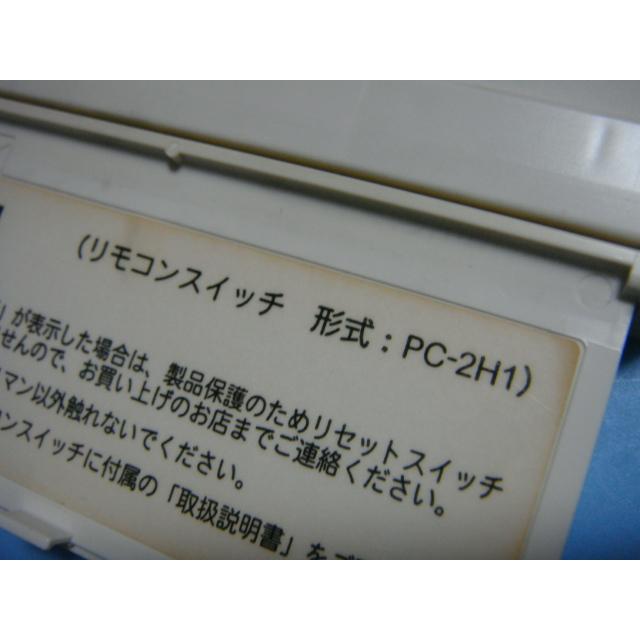 (リモコンスイッチ 形式:PC-2H1)
」が表示した場合は、製品保護のためリセットスイッチ
せんので、お買い上げのお店までご連絡ください。
マン以外触れないでください。
ンスイッチに付属の「取扱説明書」を